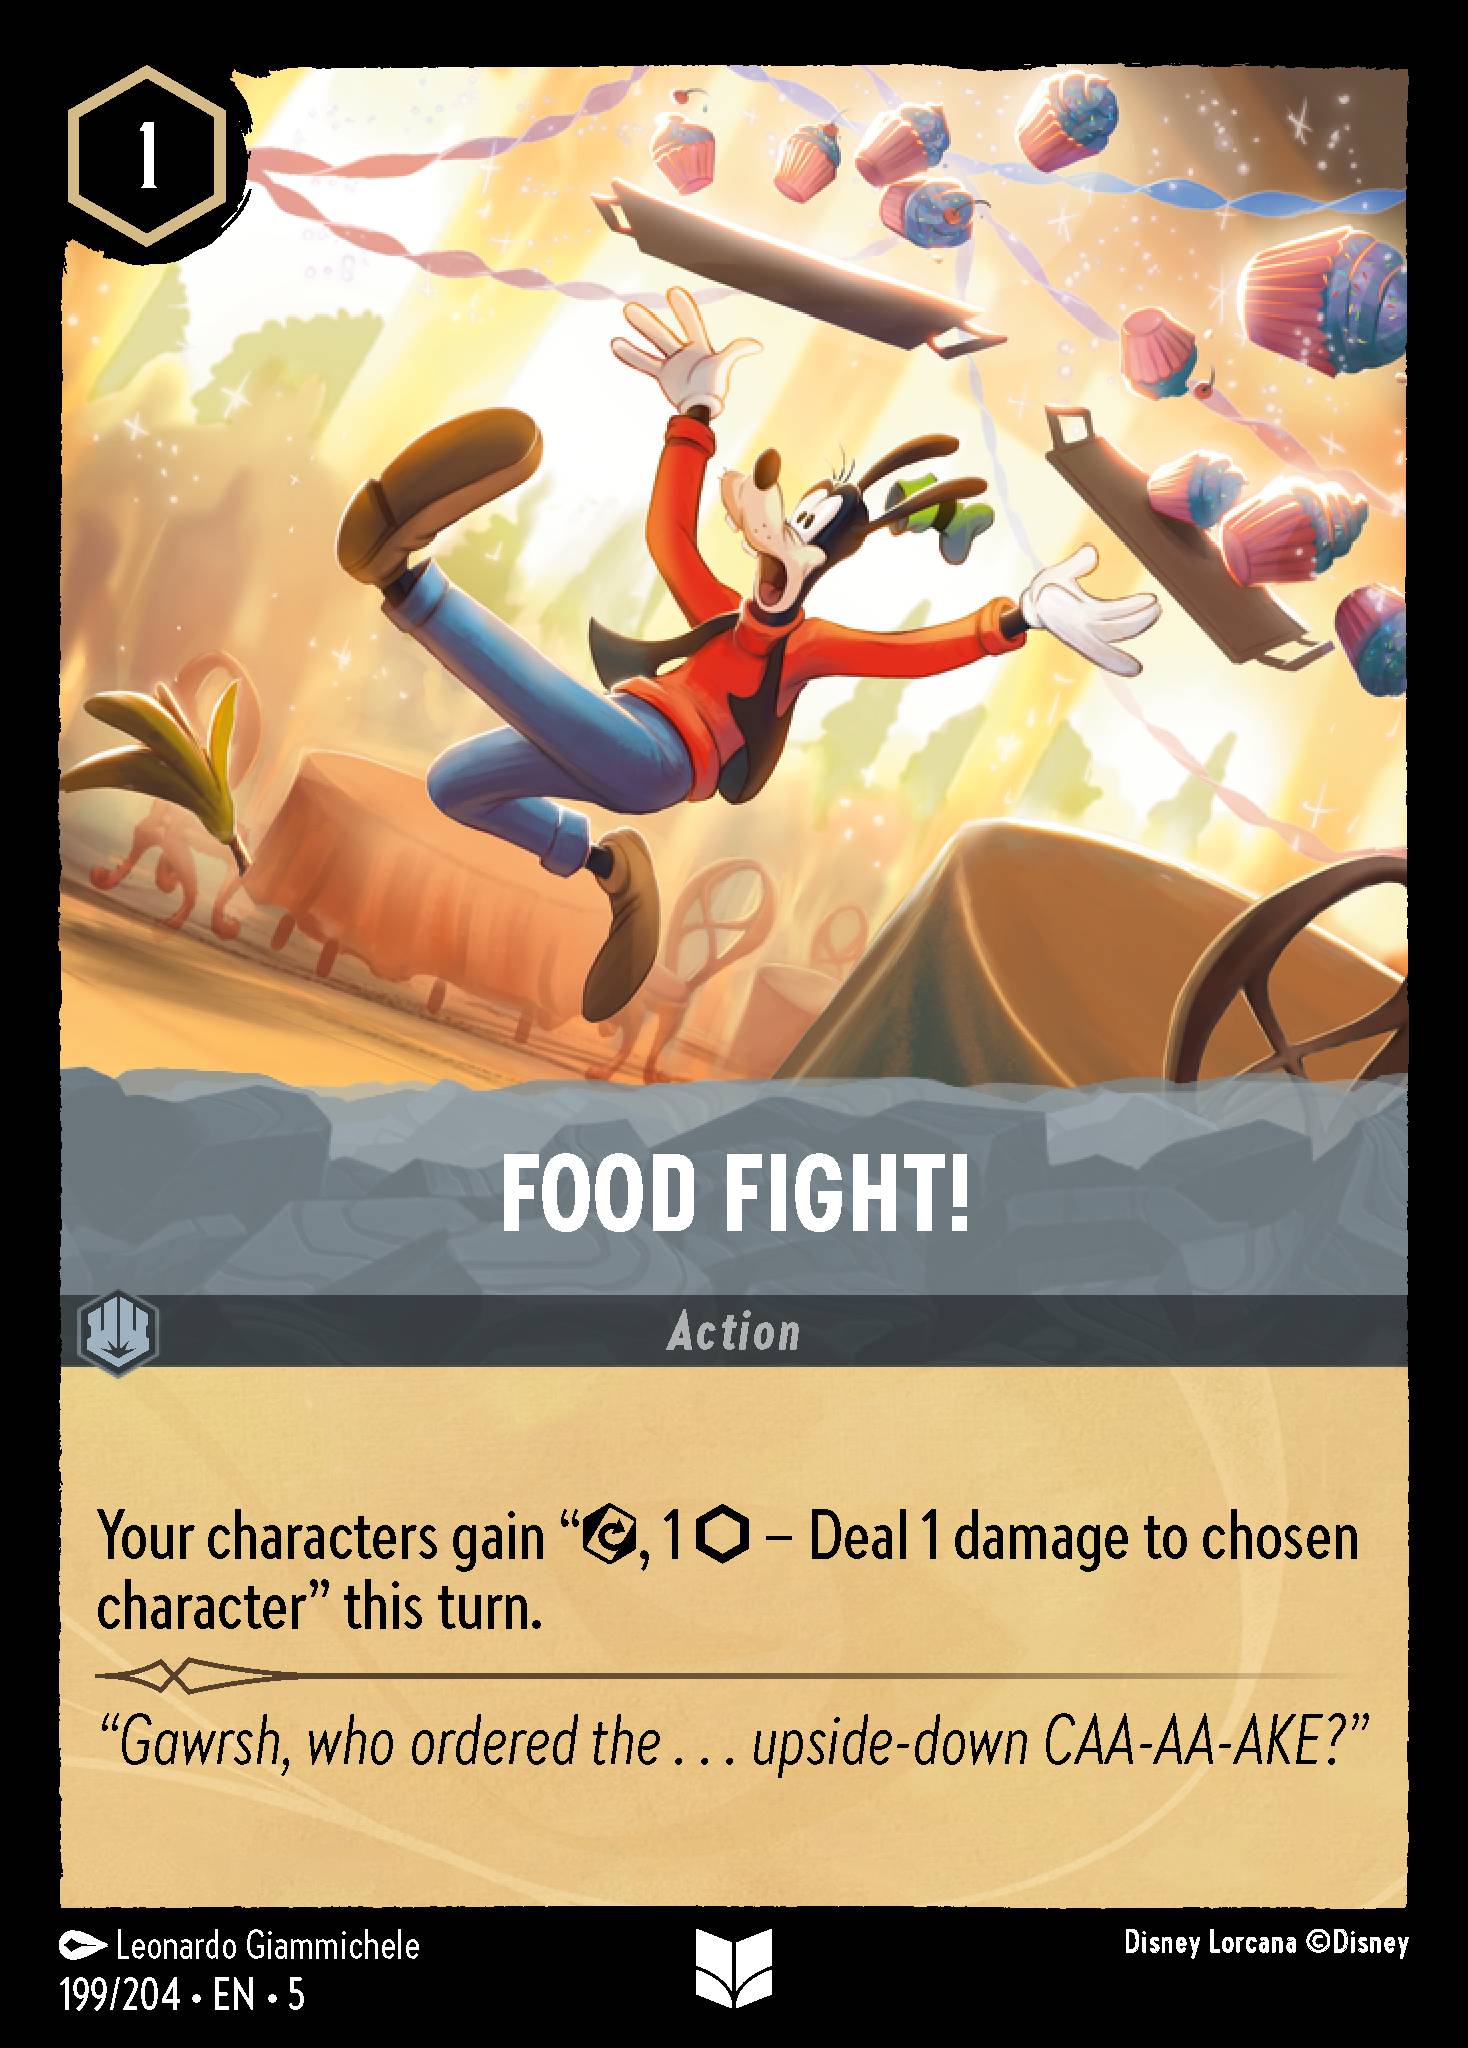 1
FOOD FIGHT!
Action
Your characters gain “⟳, 1 ⬡ – Deal 1 damage to chosen
character” this turn.
“Gawrsh, who ordered the . . . upside-down CAA-AA-AKE?”
Leonardo Giammichele
Disney Lorcana ©Disney
199/204 • EN • 5